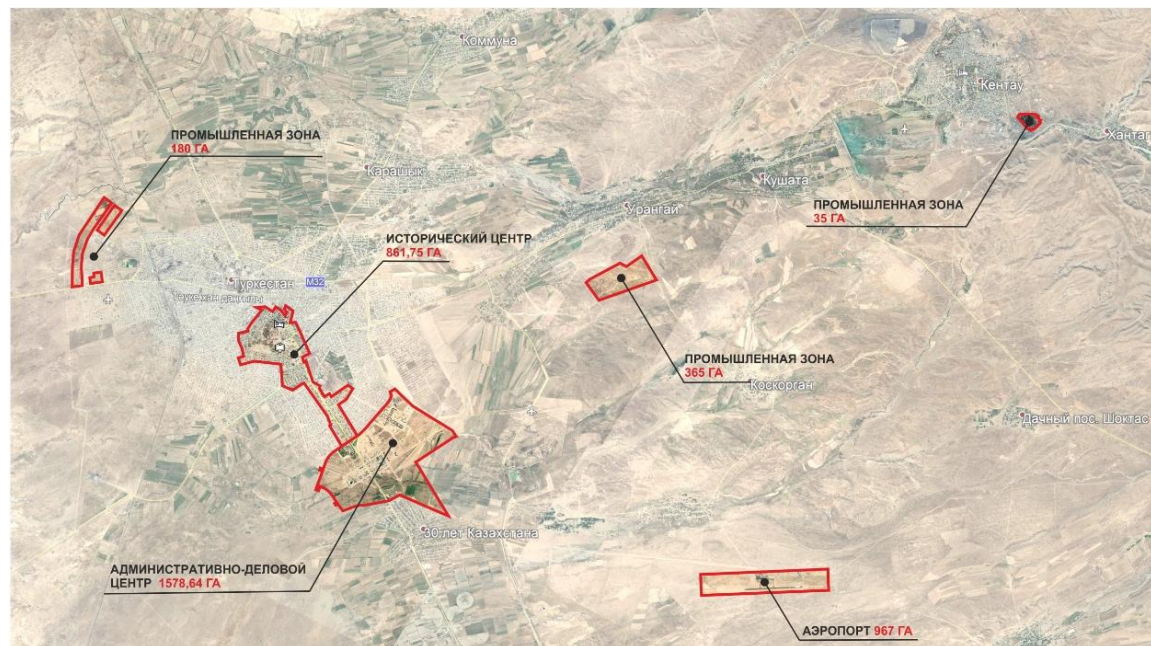 Коммуна
Кентау
Хантаг
ПРОМЫШЛЕННАЯ ЗОНА
180 ГА
Карашык
Кушата
Урангай
ПРОМЫШЛЕННАЯ ЗОНА
35 ГА
ИСТОРИЧЕСКИЙ ЦЕНТР
861,75 ГА
Туркестан
M32
ПРОМЫШЛЕННАЯ ЗОНА
365 ГА
Коскорган
Дачный пос. Шоктас
30 лет Казахстана
АДМИНИСТРАТИВНО-ДЕЛОВОЙ
ЦЕНТР 1578,64 ГА
АЭРОПОРТ 967 ГА